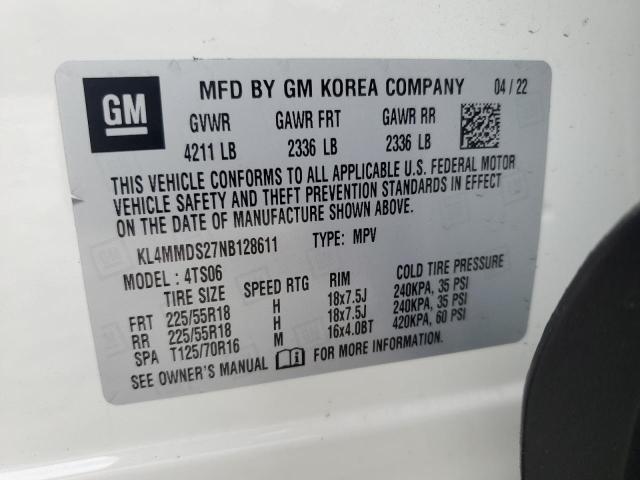 GM
MFD BY GM KOREA COMPANY 04 / 22
GVWR GAWR FRT GAWR RR
4211 LB 2336 LB 2336 LB
THIS VEHICLE CONFORMS TO ALL APPLICABLE U.S. FEDERAL MOTOR
VEHICLE SAFETY AND THEFT PREVENTION STANDARDS IN EFFECT
ON THE DATE OF MANUFACTURE SHOWN ABOVE.
KL4MMDS27NB128611 TYPE: MPV
MODEL : 4TS06
TIRE SIZE SPEED RTG RIM COLD TIRE PRESSURE
FRT 225/55R18 H 18x7.5J 240KPA, 35 PSI
RR 225/55R18 H 18x7.5J 240KPA, 35 PSI
SPA T125/70R16 M 16x4.0BT 420KPA, 60 PSI
SEE OWNER'S MANUAL FOR MORE INFORMATION.